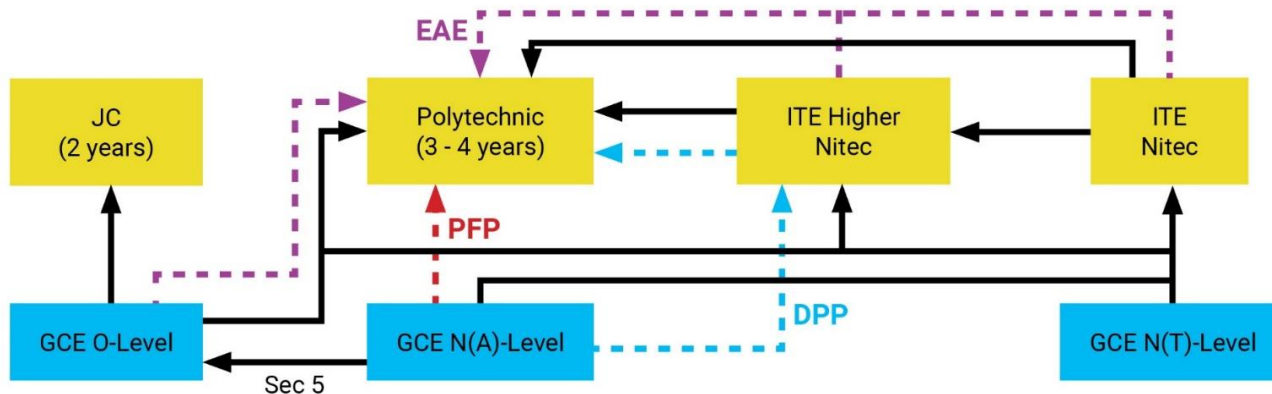 EAE
JC
(2 years)
Polytechnic
(3 - 4 years)
ITE Higher
Nitec
ITE
Nitec
PFP
DPP
GCE O-Level
GCE N(A)-Level
GCE N(T)-Level
Sec 5